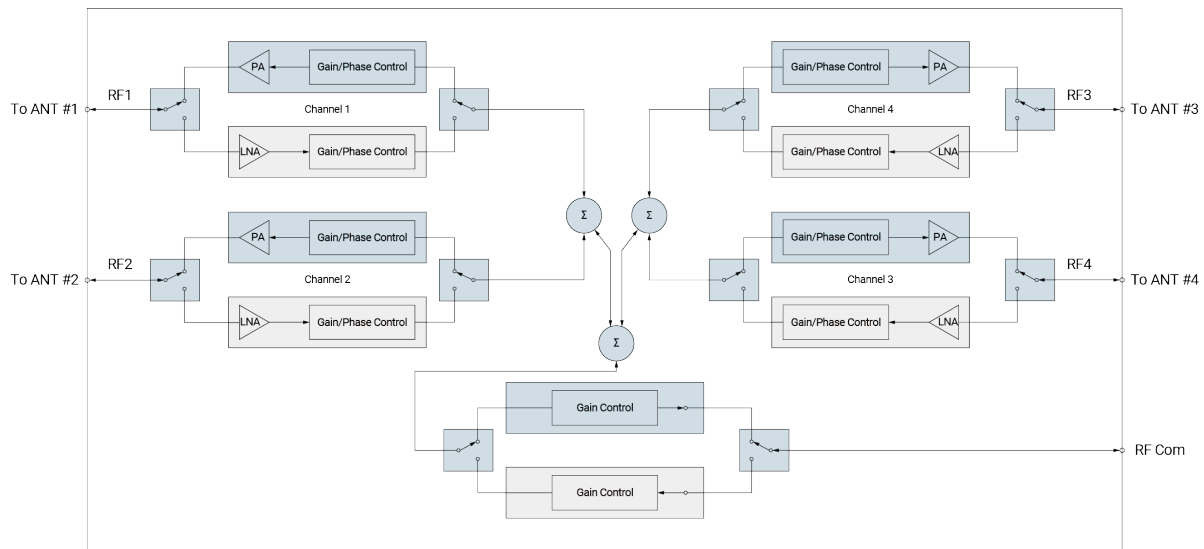 PA
Gain/Phase Control
To ANT #1
RF1
Channel 1
LNA
Gain/Phase Control
PA
Gain/Phase Control
To ANT #2
RF2
Channel 2
LNA
Gain/Phase Control
Gain/Phase Control
PA
Channel 4
RF3
To ANT #3
Gain/Phase Control
LNA
Σ
Σ
Gain/Phase Control
PA
Channel 3
RF4
To ANT #4
Gain/Phase Control
LNA
Σ
Gain Control
RF Com
Gain Control